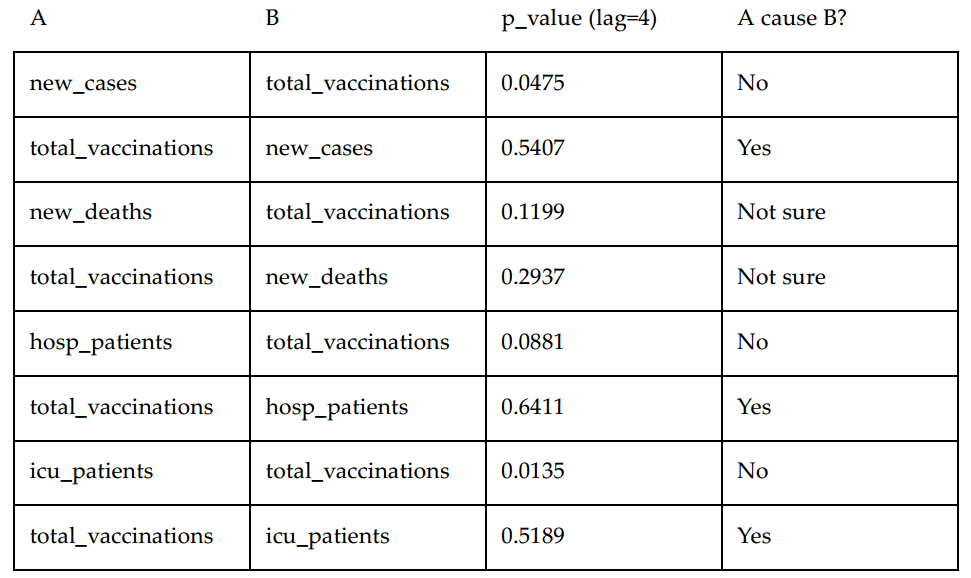 A B p_value (lag=4) A cause B?
new_cases total_vaccinations 0.0475 No
total_vaccinations new_cases 0.5407 Yes
new_deaths total_vaccinations 0.1199 Not sure
total_vaccinations new_deaths 0.2937 Not sure
hosp_patients total_vaccinations 0.0881 No
total_vaccinations hosp_patients 0.6411 Yes
icu_patients total_vaccinations 0.0135 No
total_vaccinations icu_patients 0.5189 Yes